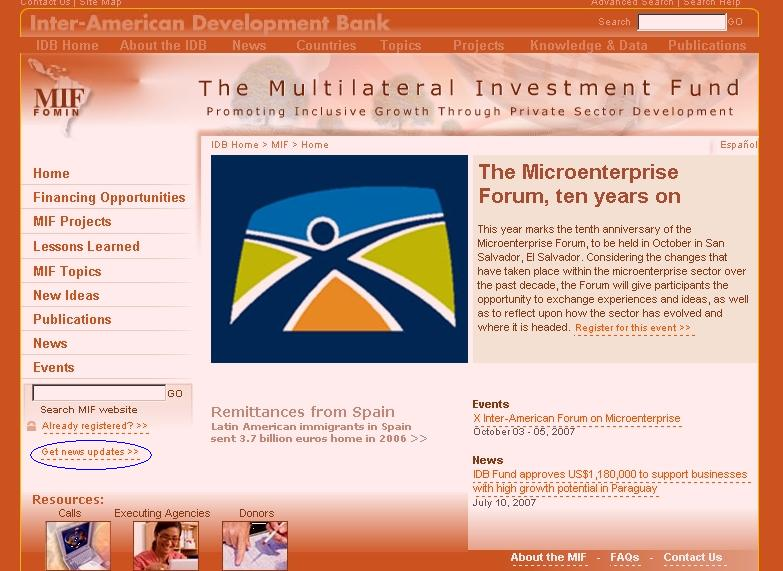 Contact Us | Site Map
Advanced Search | Search Help
Inter-American Development Bank
Search GO
IDB Home About the IDB News Countries Topics Projects Knowledge & Data Publications
MIF
FOMIN
The Multilateral Investment Fund
Promoting Inclusive Growth Through Private Sector Development
IDB Home > MIF > Home
Español
Home
Financing Opportunities
MIF Projects
Lessons Learned
MIF Topics
New Ideas
Publications
News
Events
GO
Search MIF website
Already registered? >>
Get news updates >>
The Microenterprise
Forum, ten years on
This year marks the tenth anniversary of the
Microenterprise Forum, to be held in October in San
Salvador, El Salvador. Considering the changes that
have taken place within the microenterprise sector over
the past decade, the Forum will give participants the
opportunity to exchange experiences and ideas, as well
as to reflect upon how the sector has evolved and
where it is headed. Register for this event >>
Remittances from Spain
Latin American immigrants in Spain
sent 3.7 billion euros home in 2006 >>
Events
X Inter-American Forum on Microenterprise
October 03 - 05, 2007
News
IDB Fund approves US$1,180,000 to support businesses
with high growth potential in Paraguay
July 10, 2007
Resources:
Calls Executing Agencies Donors
About the MIF - FAQs - Contact Us